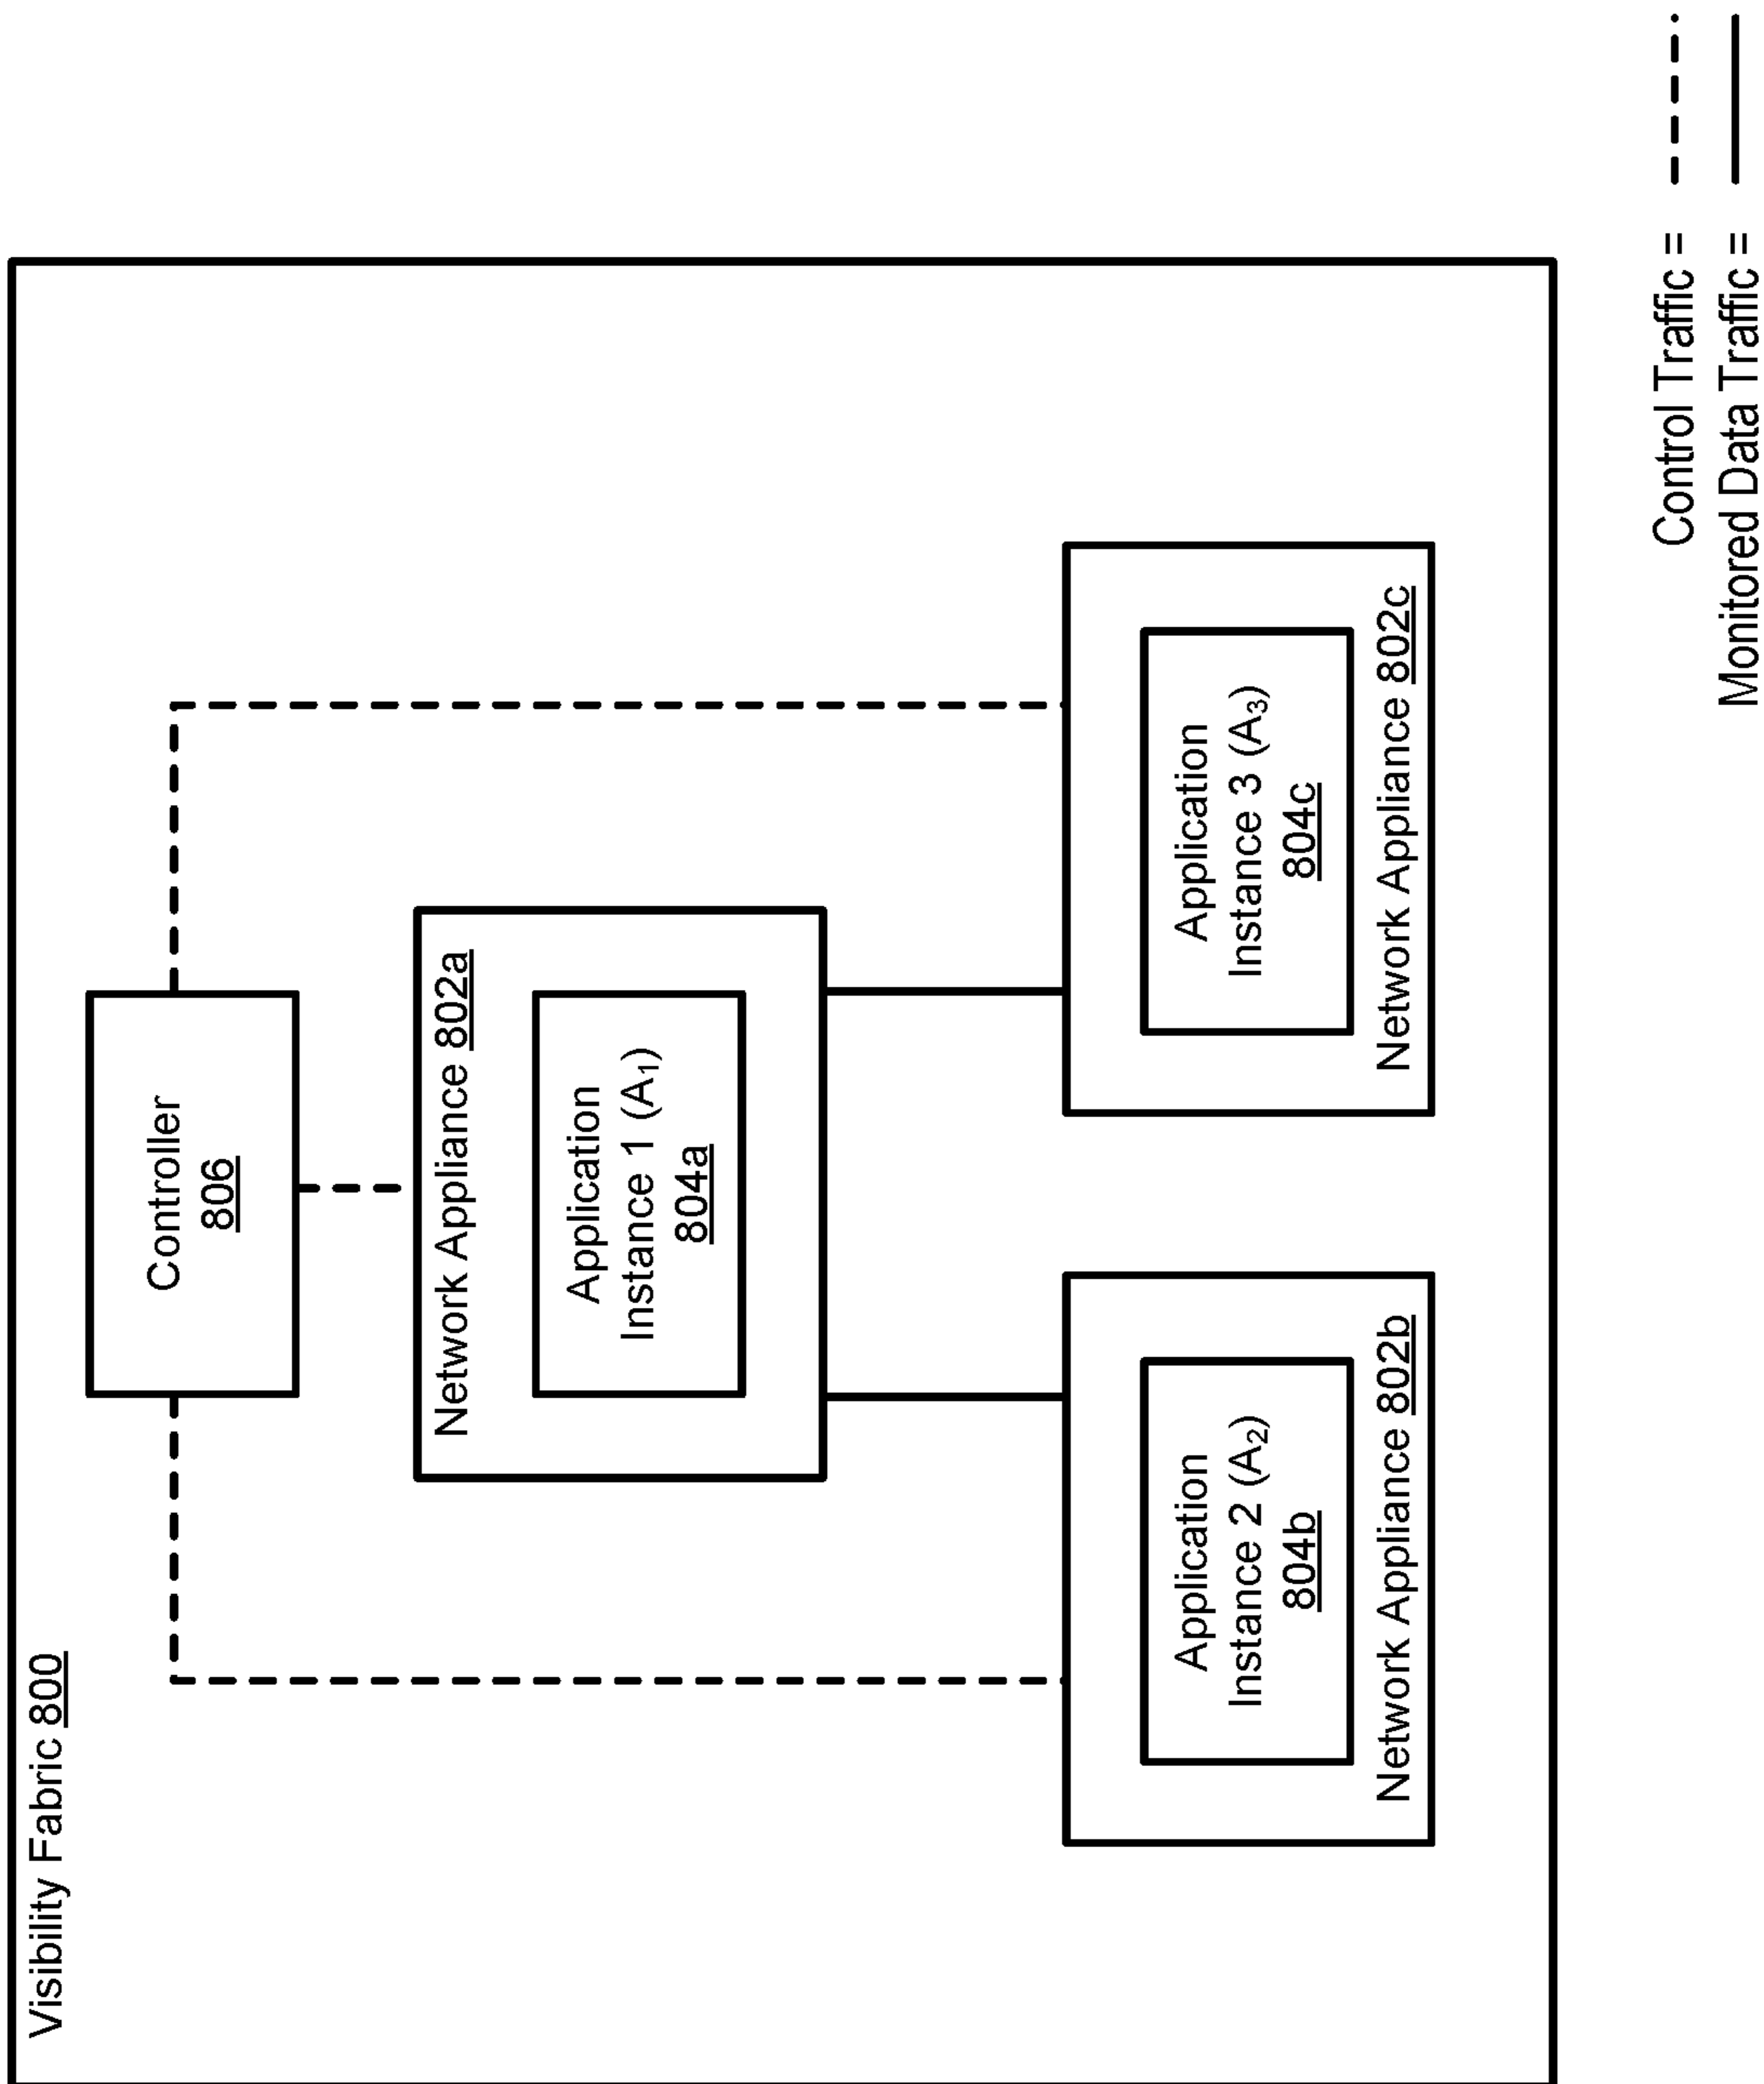 Visibility Fabric 800
Controller
806
Network Appliance 802a
Application
Instance 1 (A₁)
804a
Application
Instance 2 (A₂)
804b
Network Appliance 802b
Application
Instance 3 (A₃)
804c
Network Appliance 802c
Control Traffic =
Monitored Data Traffic =